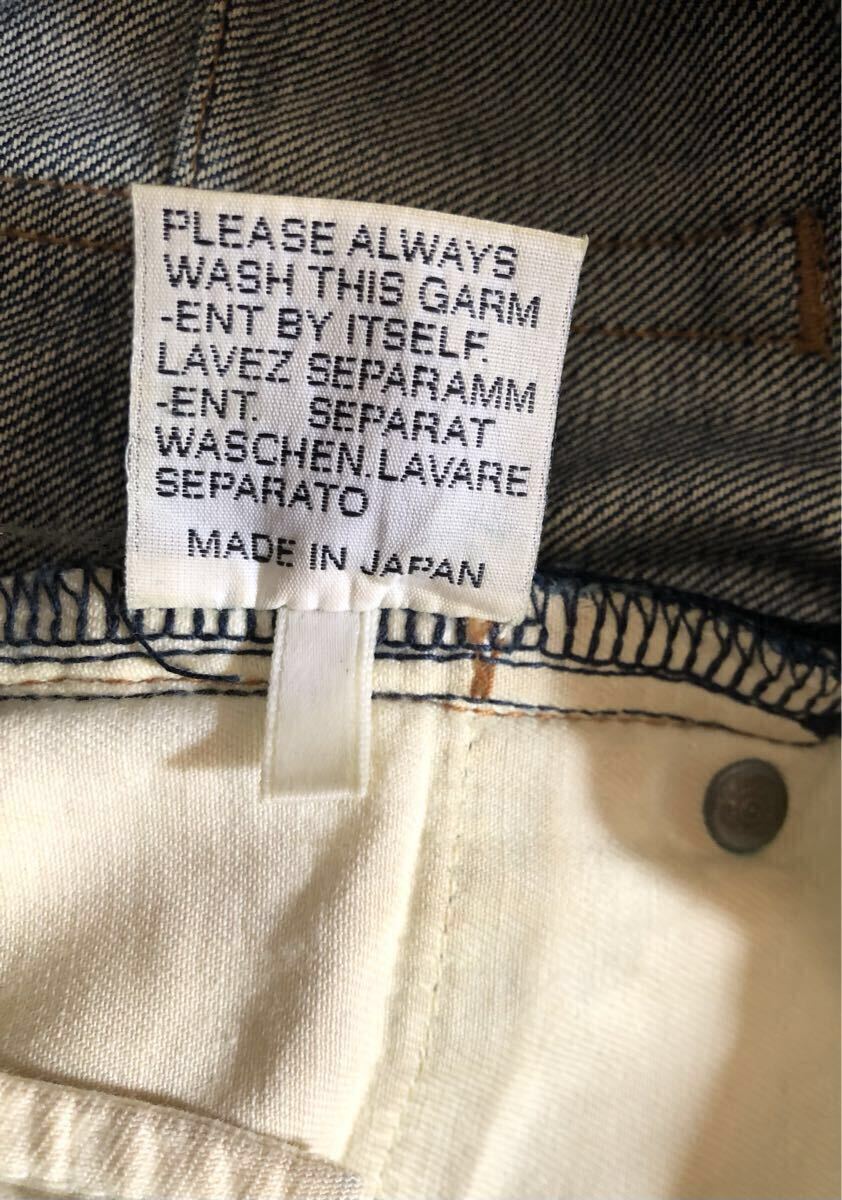 PLEASE ALWAYS
WASH THIS GARM
-ENT BY ITSELF.
LAVEZ SEPARAMM
-ENT. SEPARAT
WASCHEN.LAVARE
SEPARATO
MADE IN JAPAN